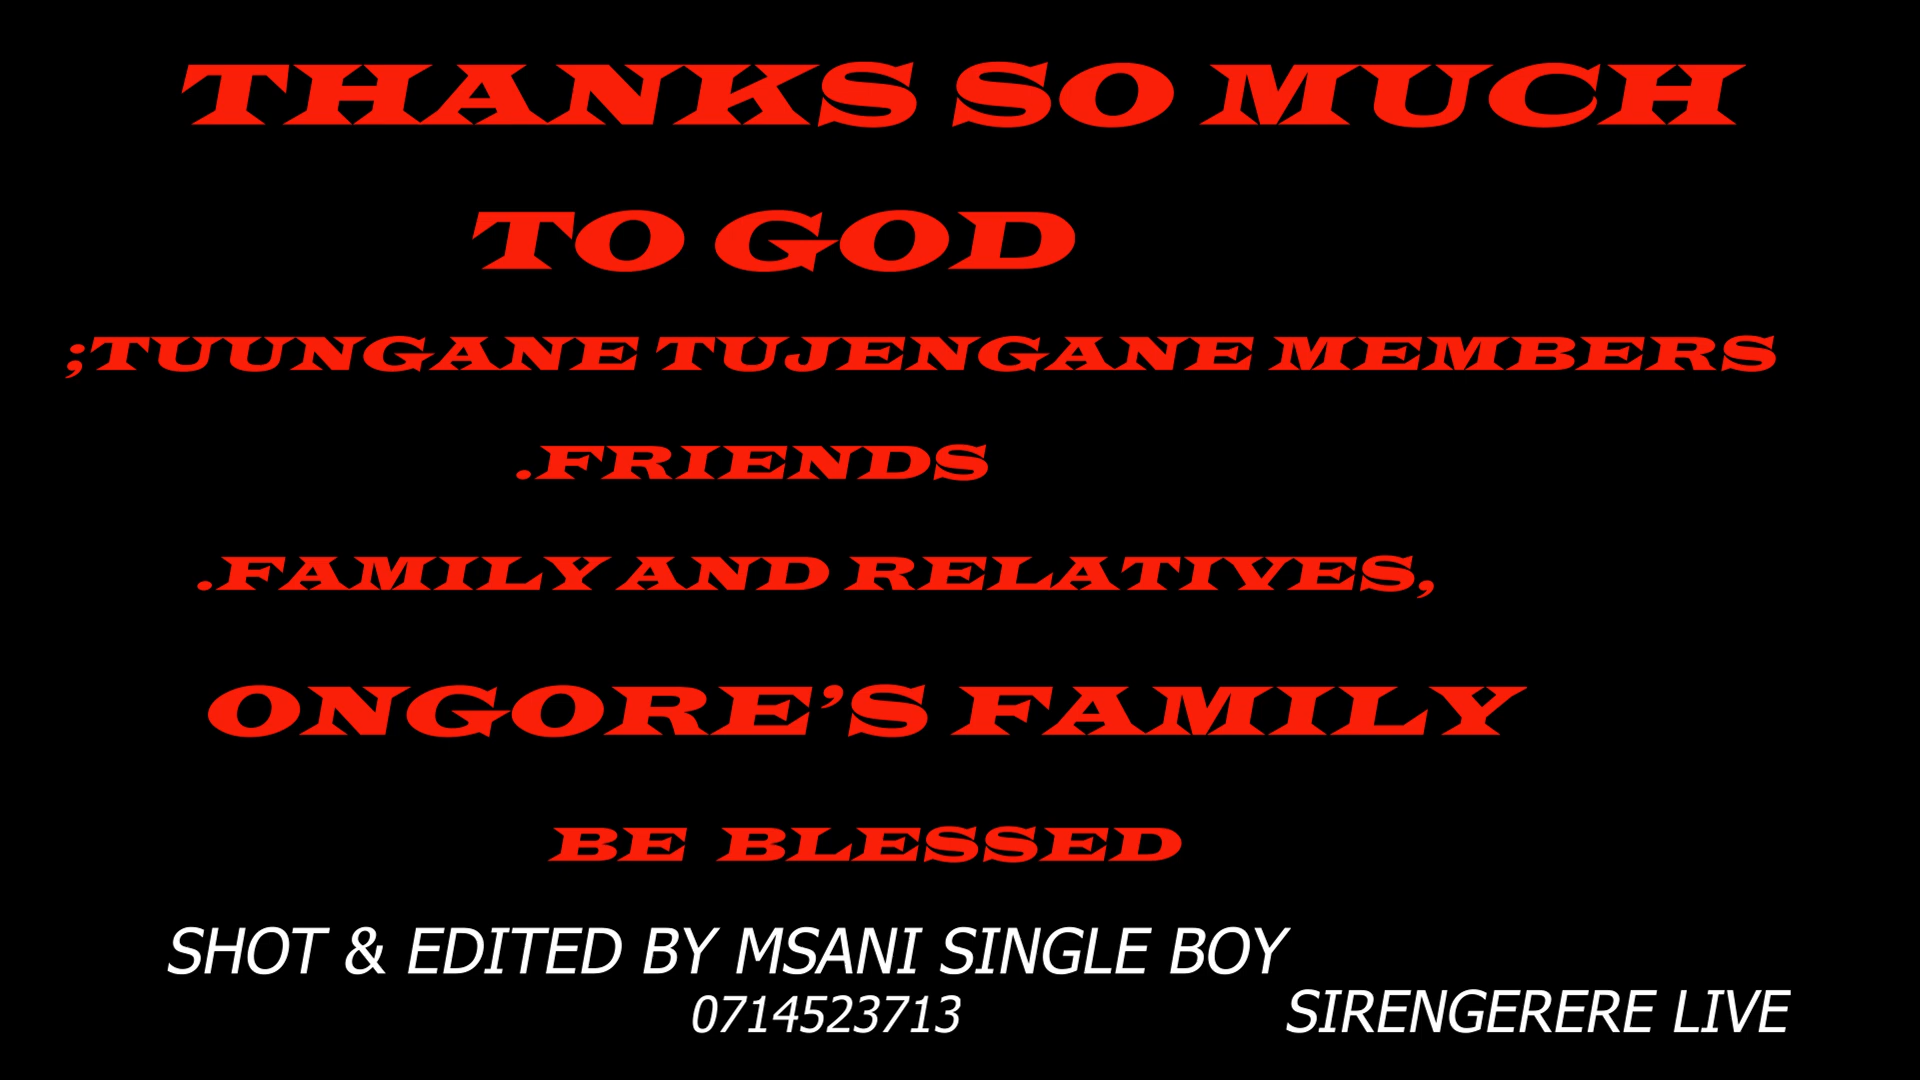 THANKS SO MUCH
TO GOD
;TUUNGANE TUJENGANE MEMBERS
.FRIENDS
.FAMILY AND RELATIVES,
ONGORE’S FAMILY
BE BLESSED
SHOT & EDITED BY MSANI SINGLE BOY
0714523713
SIRENGERERE LIVE